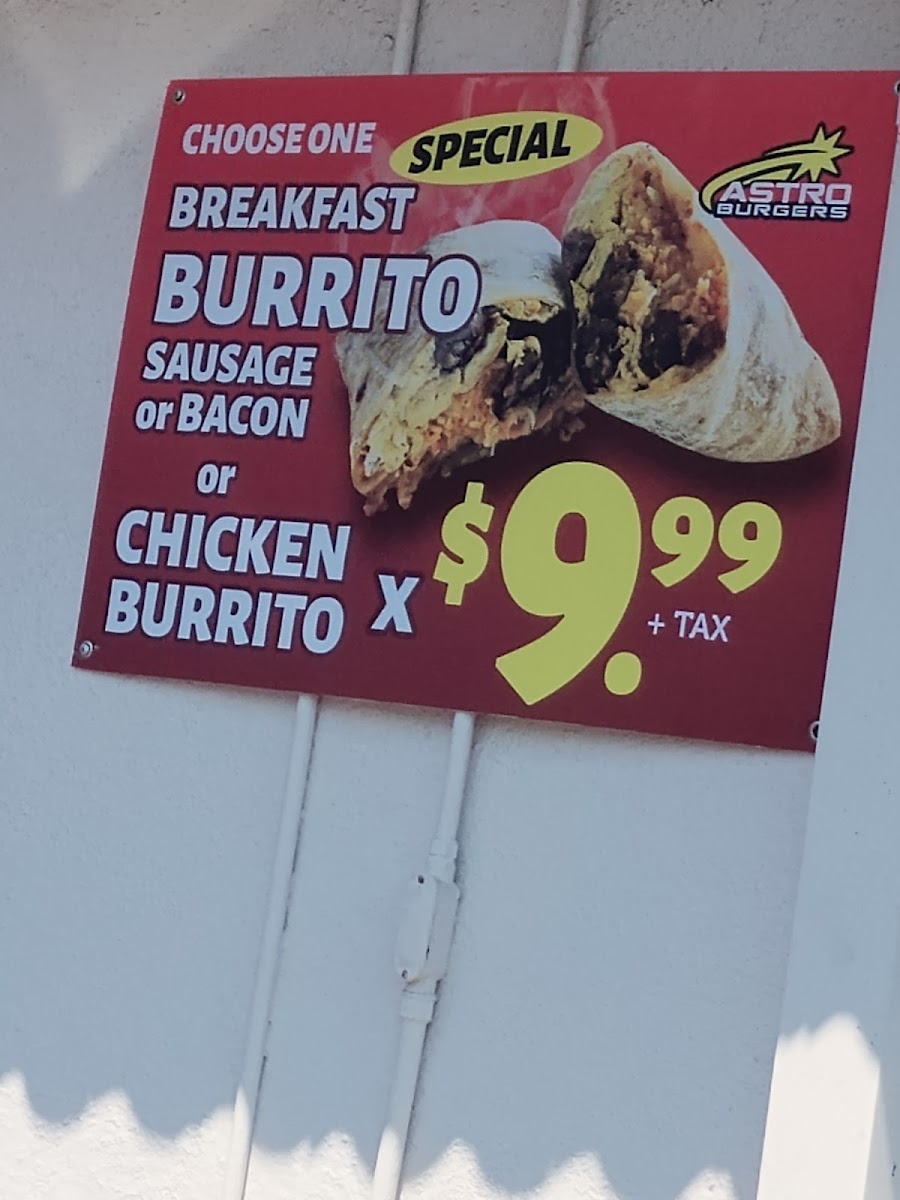 CHOOSE ONE
SPECIAL
ASTRO
BURGERS
BREAKFAST
BURRITO
SAUSAGE
or BACON
or
CHICKEN
BURRITO X $9.99
+ TAX